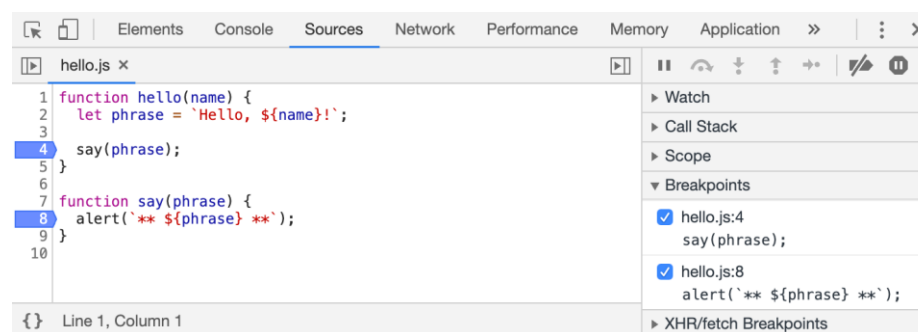 Elements Console Sources Network Performance Memory Application »
hello.js ×
1 function hello(name) {
2 let phrase = `Hello, ${name}!`;
3
4 say(phrase);
5 }
6
7 function say(phrase) {
8 alert(`** ${phrase} **`);
9 }
10
{} Line 1, Column 1
Watch
Call Stack
Scope
Breakpoints
hello.js:4
say(phrase);
hello.js:8
alert(`** ${phrase} **`);
XHR/fetch Breakpoints